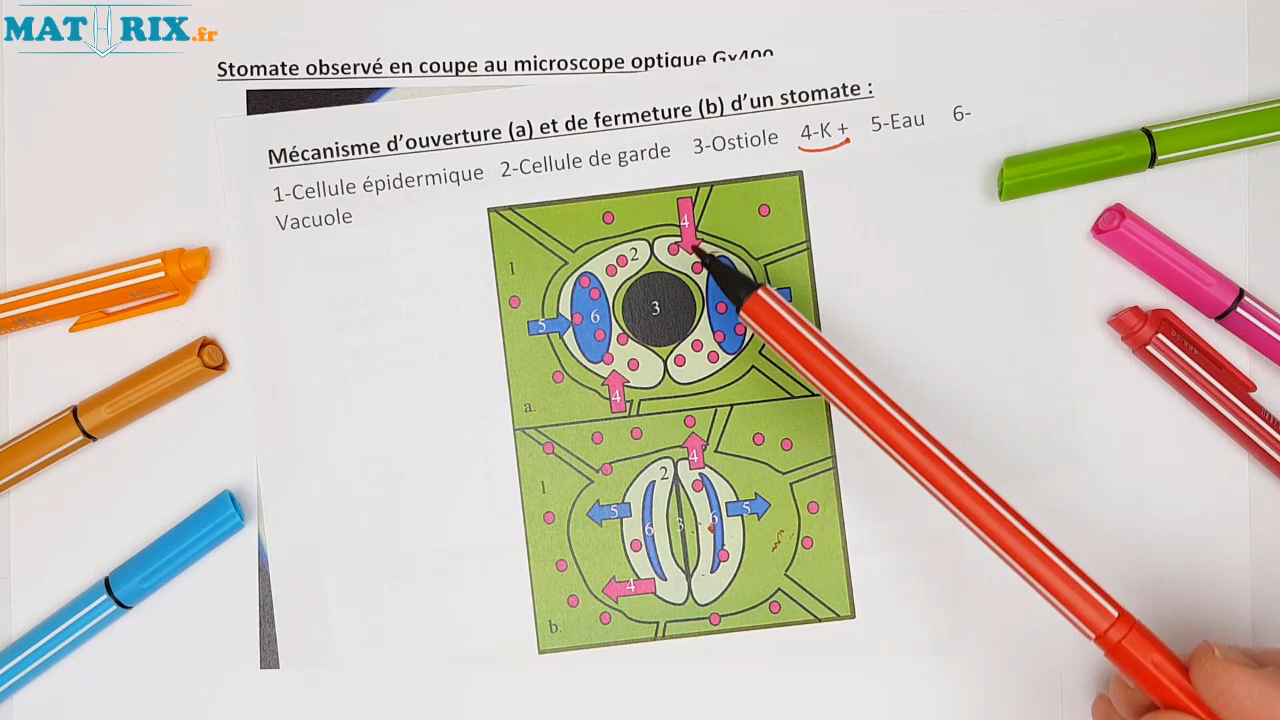 MATHRIX.fr
Stomate observé en coupe au microscope optique Gx400
Mécanisme d'ouverture (a) et de fermeture (b) d'un stomate :
1-Cellule épidermique 2-Cellule de garde 3-Ostiole 4-K + 5-Eau 6-
Vacuole
4
2
1
3
5
6
4
a.
4
2
1
5
6
3
6
5
4
b.